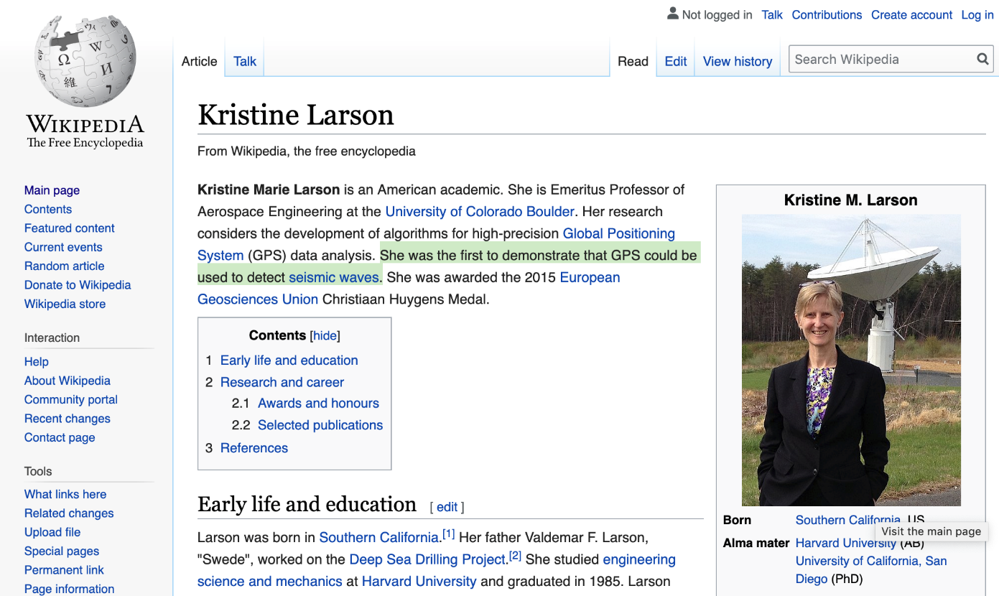 Not logged in Talk Contributions Create account Log in
Article Talk
Read Edit View history
Search Wikipedia
WIKIPEDIA
The Free Encyclopedia
Main page
Contents
Featured content
Current events
Random article
Donate to Wikipedia
Wikipedia store
Interaction
Help
About Wikipedia
Community portal
Recent changes
Contact page
Tools
What links here
Related changes
Upload file
Special pages
Permanent link
Page information
Kristine Larson
From Wikipedia, the free encyclopedia
Kristine Marie Larson is an American academic. She is Emeritus Professor of
Aerospace Engineering at the University of Colorado Boulder. Her research
considers the development of algorithms for high-precision Global Positioning
System (GPS) data analysis. She was the first to demonstrate that GPS could be
used to detect seismic waves. She was awarded the 2015 European
Geosciences Union Christiaan Huygens Medal.
Contents [hide]
1 Early life and education
2 Research and career
2.1 Awards and honours
2.2 Selected publications
3 References
Early life and education [ edit ]
Larson was born in Southern California.[1] Her father Valdemar F. Larson,
"Swede", worked on the Deep Sea Drilling Project.[2] She studied engineering
science and mechanics at Harvard University and graduated in 1985. Larson
Kristine M. Larson
Born Southern California, US
Visit the main page
Alma mater Harvard University (AB)
University of California, San
Diego (PhD)